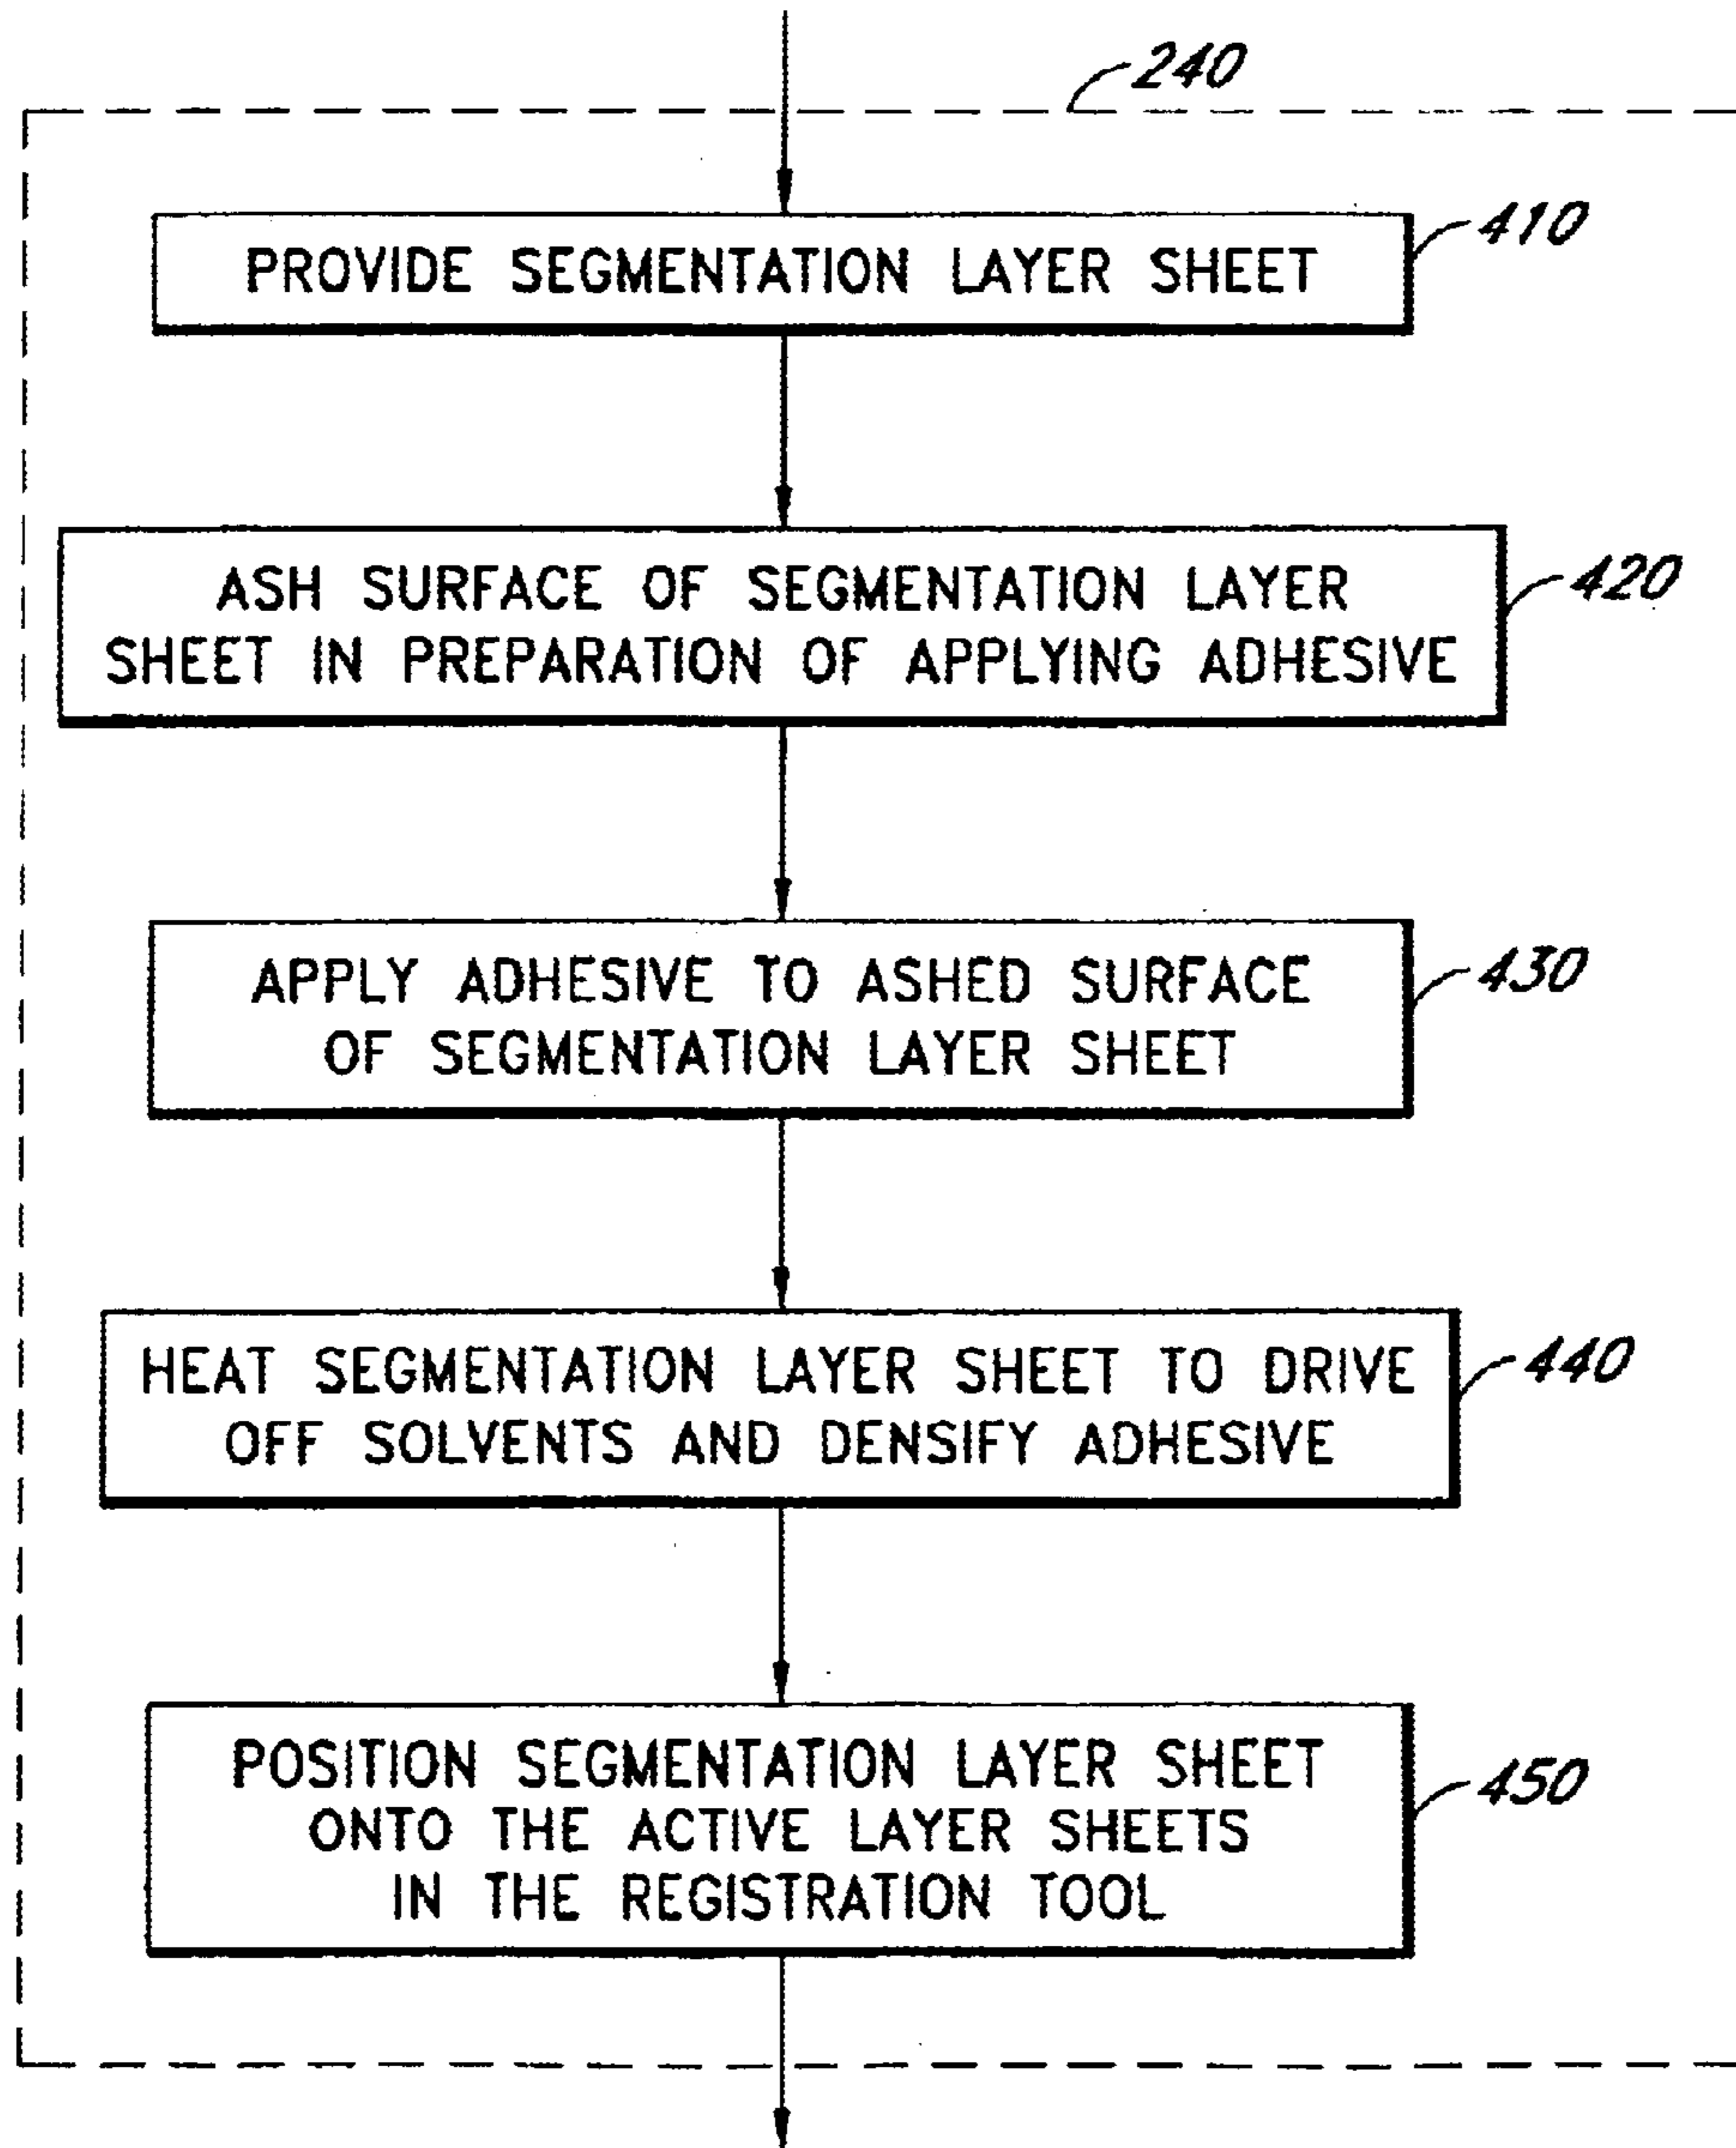 240
PROVIDE SEGMENTATION LAYER SHEET
410
ASH SURFACE OF SEGMENTATION LAYER
SHEET IN PREPARATION OF APPLYING ADHESIVE
420
APPLY ADHESIVE TO ASHED SURFACE
OF SEGMENTATION LAYER SHEET
430
HEAT SEGMENTATION LAYER SHEET TO DRIVE
OFF SOLVENTS AND DENSIFY ADHESIVE
440
POSITION SEGMENTATION LAYER SHEET
ONTO THE ACTIVE LAYER SHEETS
IN THE REGISTRATION TOOL
450